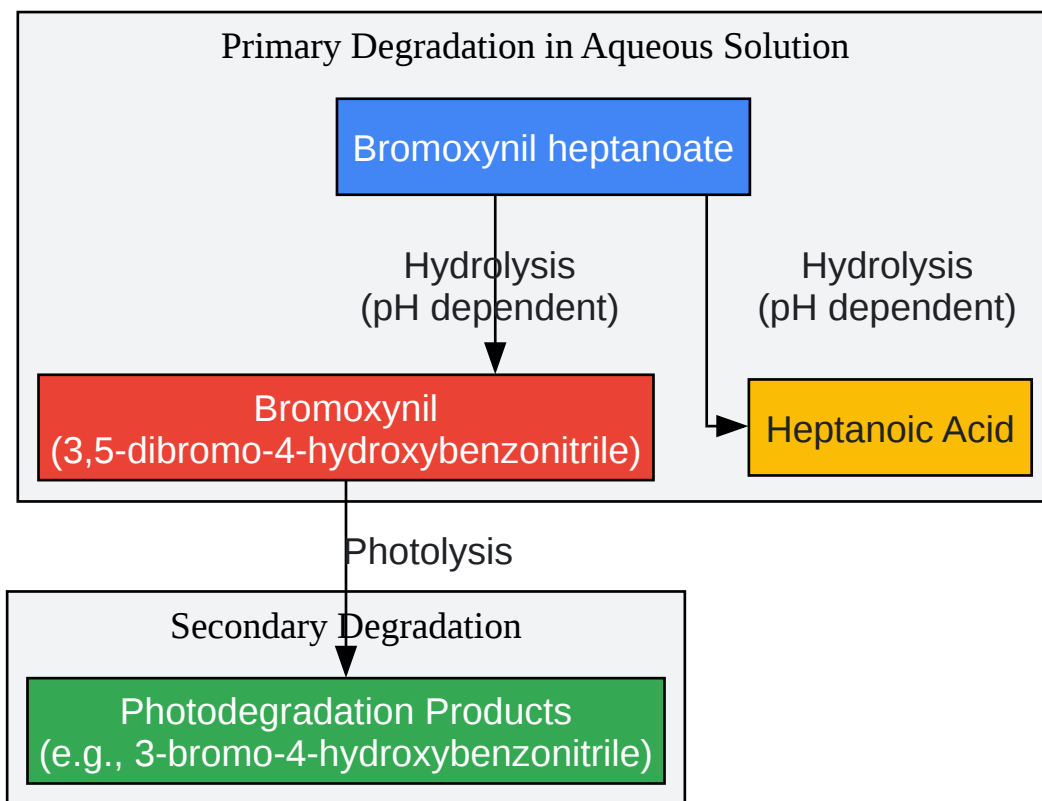 Primary Degradation in Aqueous Solution
Bromoxynil heptanoate
Hydrolysis
(pH dependent)
Hydrolysis
(pH dependent)
Bromoxynil
(3,5-dibromo-4-hydroxybenzonitrile)
Heptanoic Acid
Photolysis
Secondary Degradation
Photodegradation Products
(e.g., 3-bromo-4-hydroxybenzonitrile)